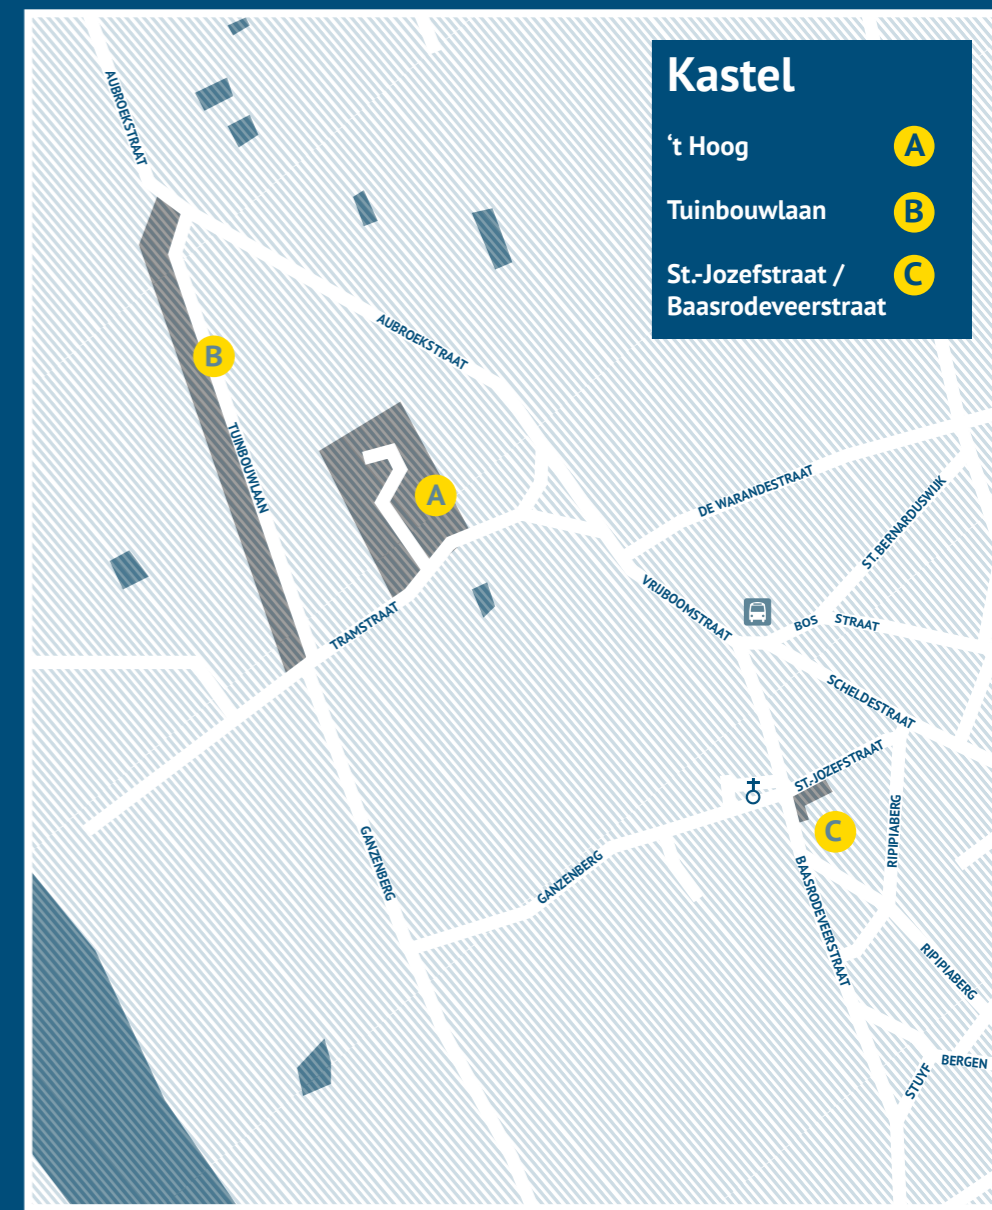 Kastel
‘t Hoog
A
Tuinbouwlaan
B
St.-Jozefstraat /
Baasrodeveerstraat
C
AUBROEKSTRAAT
AUBROEKSTRAAT
B
TUINBOUWLAAN
A
DE WARANDESTRAAT
ST. BERNARDUSWIJK
VRIJBOOMSTRAAT
TRAMSTRAAT
BOS
STRAAT
SCHELDESTRAAT
ST.-JOZEFSTRAAT
RIPIPIABERG
C
GANZENBERG
GANZENBERG
BAASRODEVEERSTRAAT
RIPIPIABERG
STUYF
BERGEN